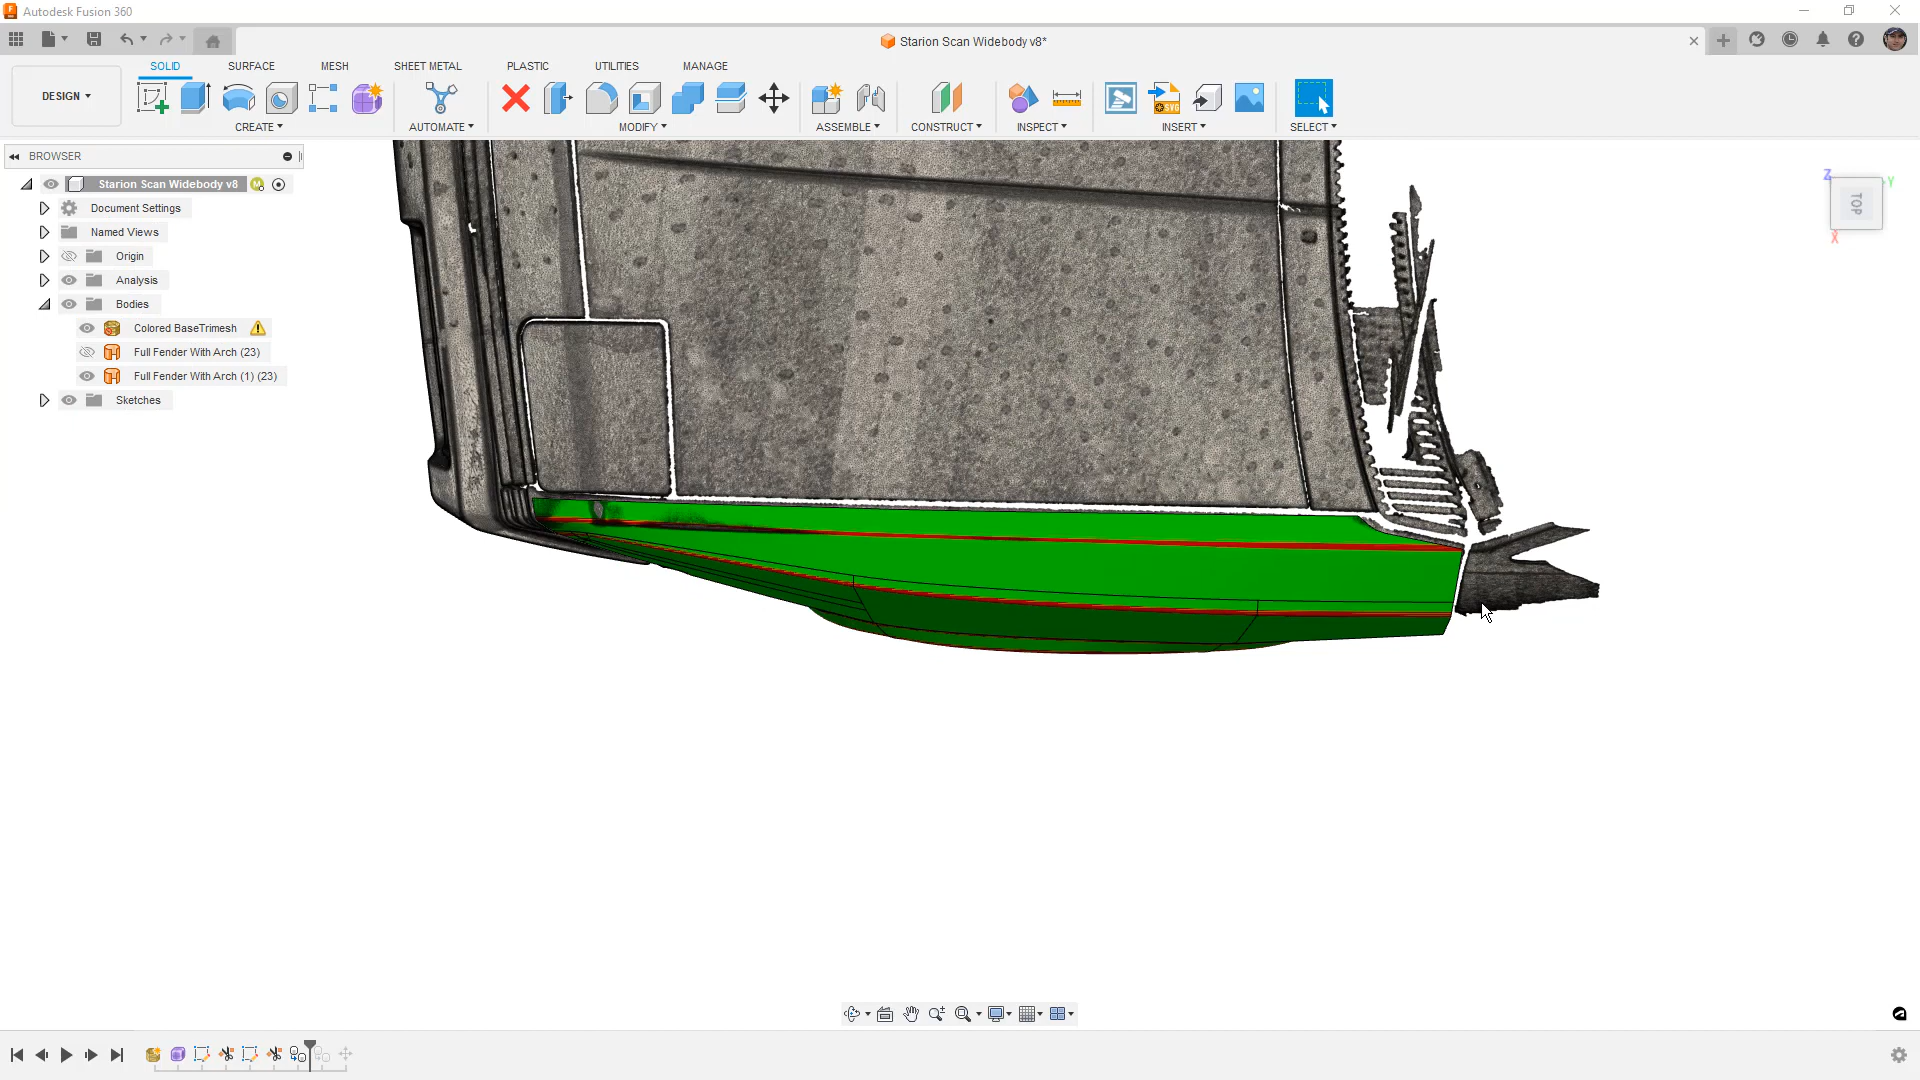 Autodesk Fusion 360
Starion Scan Widebody v8*
SOLID
SURFACE
MESH
SHEET METAL
PLASTIC
UTILITIES
MANAGE
DESIGN
CREATE
AUTOMATE
MODIFY
ASSEMBLE
CONSTRUCT
INSPECT
INSERT
SELECT
SVG
BROWSER
Starion Scan Widebody v8
Document Settings
Named Views
Origin
Analysis
Bodies
Colored BaseTrimesh
Full Fender With Arch (23)
Full Fender With Arch (1) (23)
Sketches
Z
Y
TOP
X